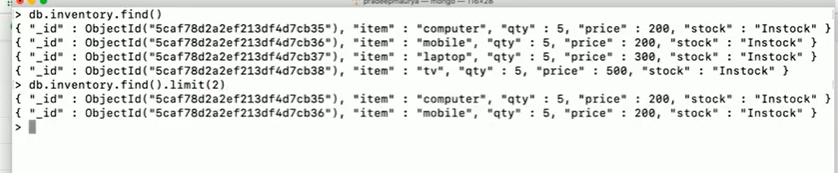 pradeepmaurya — mongo — 116×28
> db.inventory.find()
{ "_id" : ObjectId("5caf78d2a2ef213df4d7cb35"), "item" : "computer", "qty" : 5, "price" : 200, "stock" : "Instock" }
{ "_id" : ObjectId("5caf78d2a2ef213df4d7cb36"), "item" : "mobile", "qty" : 5, "price" : 200, "stock" : "Instock" }
{ "_id" : ObjectId("5caf78d2a2ef213df4d7cb37"), "item" : "laptop", "qty" : 5, "price" : 300, "stock" : "Instock" }
{ "_id" : ObjectId("5caf78d2a2ef213df4d7cb38"), "item" : "tv", "qty" : 5, "price" : 500, "stock" : "Instock" }
> db.inventory.find().limit(2)
{ "_id" : ObjectId("5caf78d2a2ef213df4d7cb35"), "item" : "computer", "qty" : 5, "price" : 200, "stock" : "Instock" }
{ "_id" : ObjectId("5caf78d2a2ef213df4d7cb36"), "item" : "mobile", "qty" : 5, "price" : 200, "stock" : "Instock" }
>